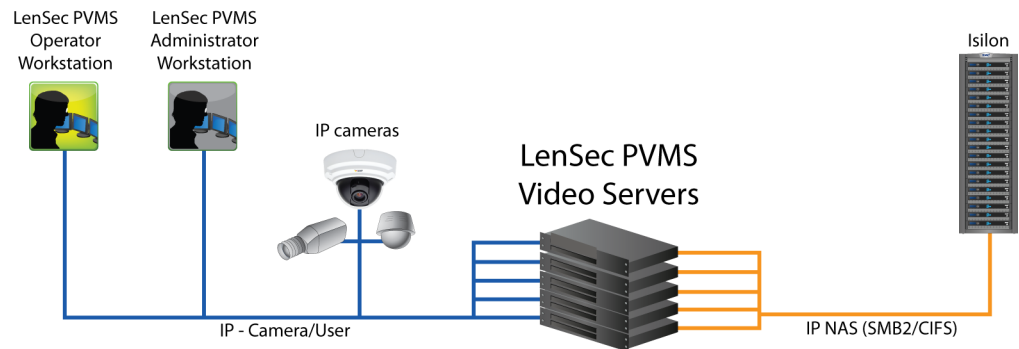 LenSec PVMS
Operator
Workstation
LenSec PVMS
Administrator
Workstation
IP cameras
LenSec PVMS
Video Servers
Isilon
IP - Camera/User
IP NAS (SMB2/CIFS)